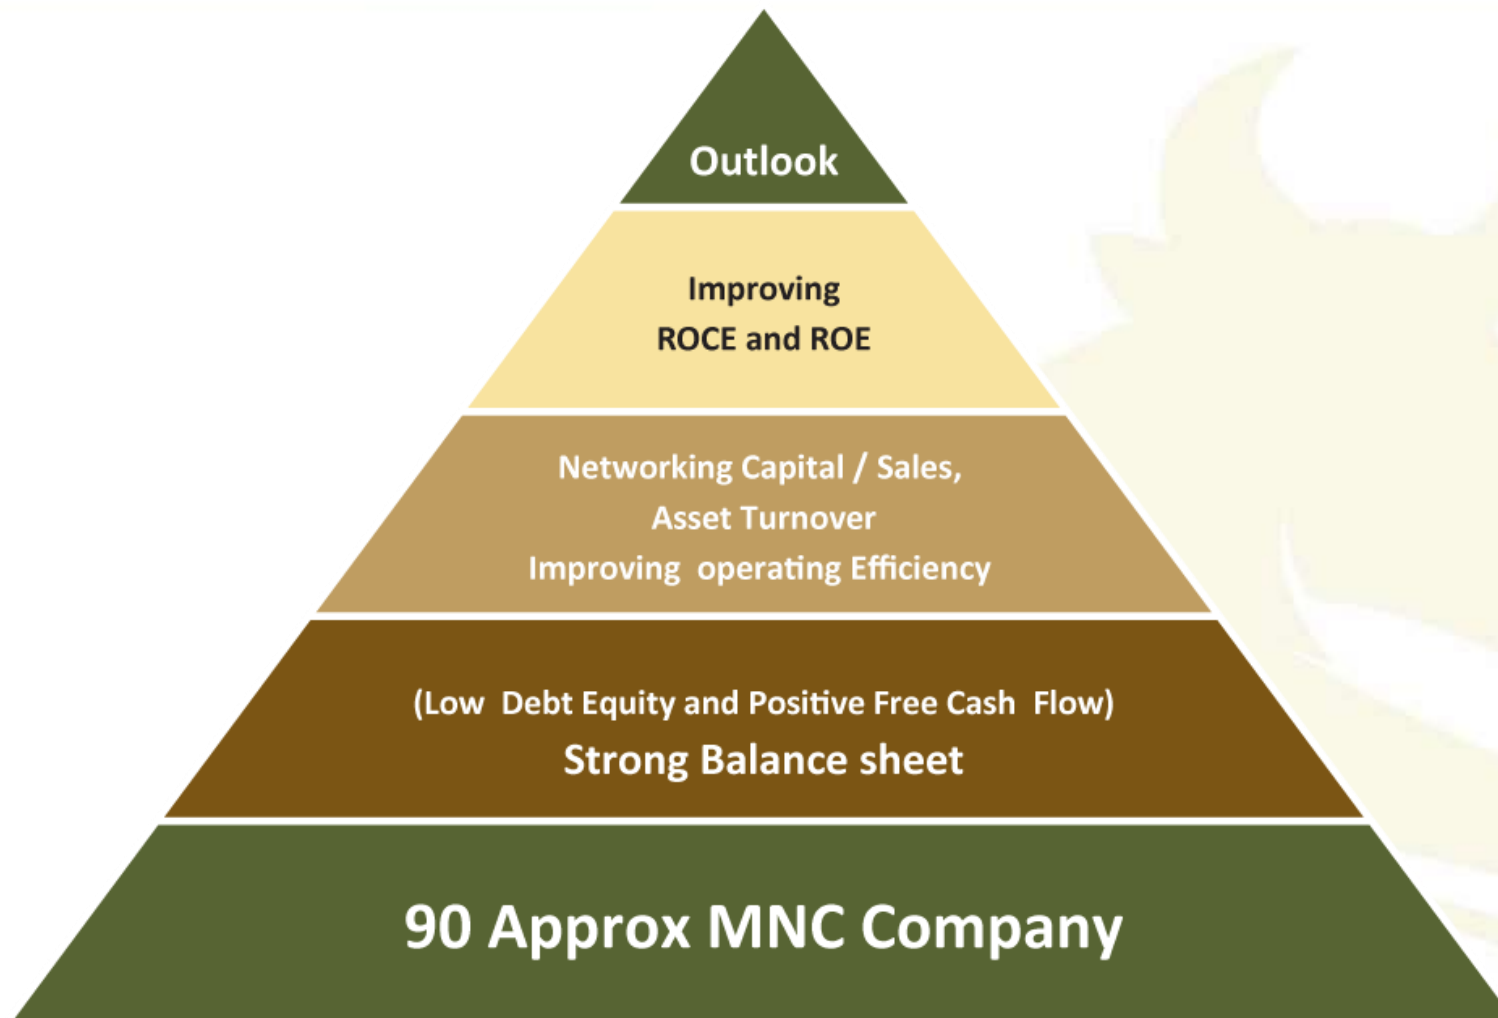 Outlook
Improving
ROCE and ROE
Networking Capital / Sales,
Asset Turnover
Improving operating Efficiency
(Low Debt Equity and Positive Free Cash Flow)
Strong Balance sheet
90 Approx MNC Company